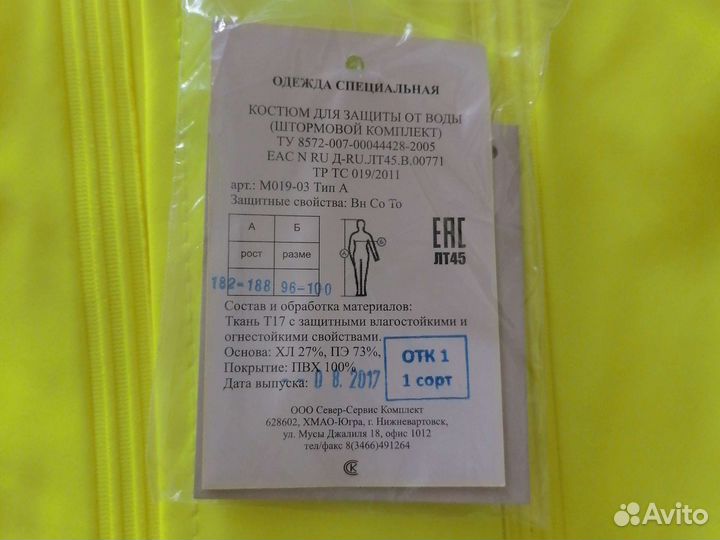 ОДЕЖДА СПЕЦИАЛЬНАЯ
КОСТЮМ ДЛЯ ЗАЩИТЫ ОТ ВОДЫ
(ШТОРМОВОЙ КОМПЛЕКТ)
ТУ 8572-007-00044428-2005
ЕАС N RU Д-RU.ЛТ45.В.00771
ТР ТС 019/2011
арт.: М019-03 Тип А
Защитные свойства: Вн Со То
А Б
рост разме
182-188 96-100
А Б
ЕАС
ЛТ45
Состав и обработка материалов:
Ткань Т17 с защитными влагостойкими и
огнестойкими свойствами.
Основа: ХЛ 27%, ПЭ 73%,
Покрытие: ПВХ 100%
Дата выпуска: 08.2017
ОТК 1
1 сорт
ООО Север-Сервис Комплект
628602, ХМАО-Югра, г. Нижневартовск,
ул. Мусы Джалиля 18, офис 1012
тел/факс 8(3466)491264
СК
Avito